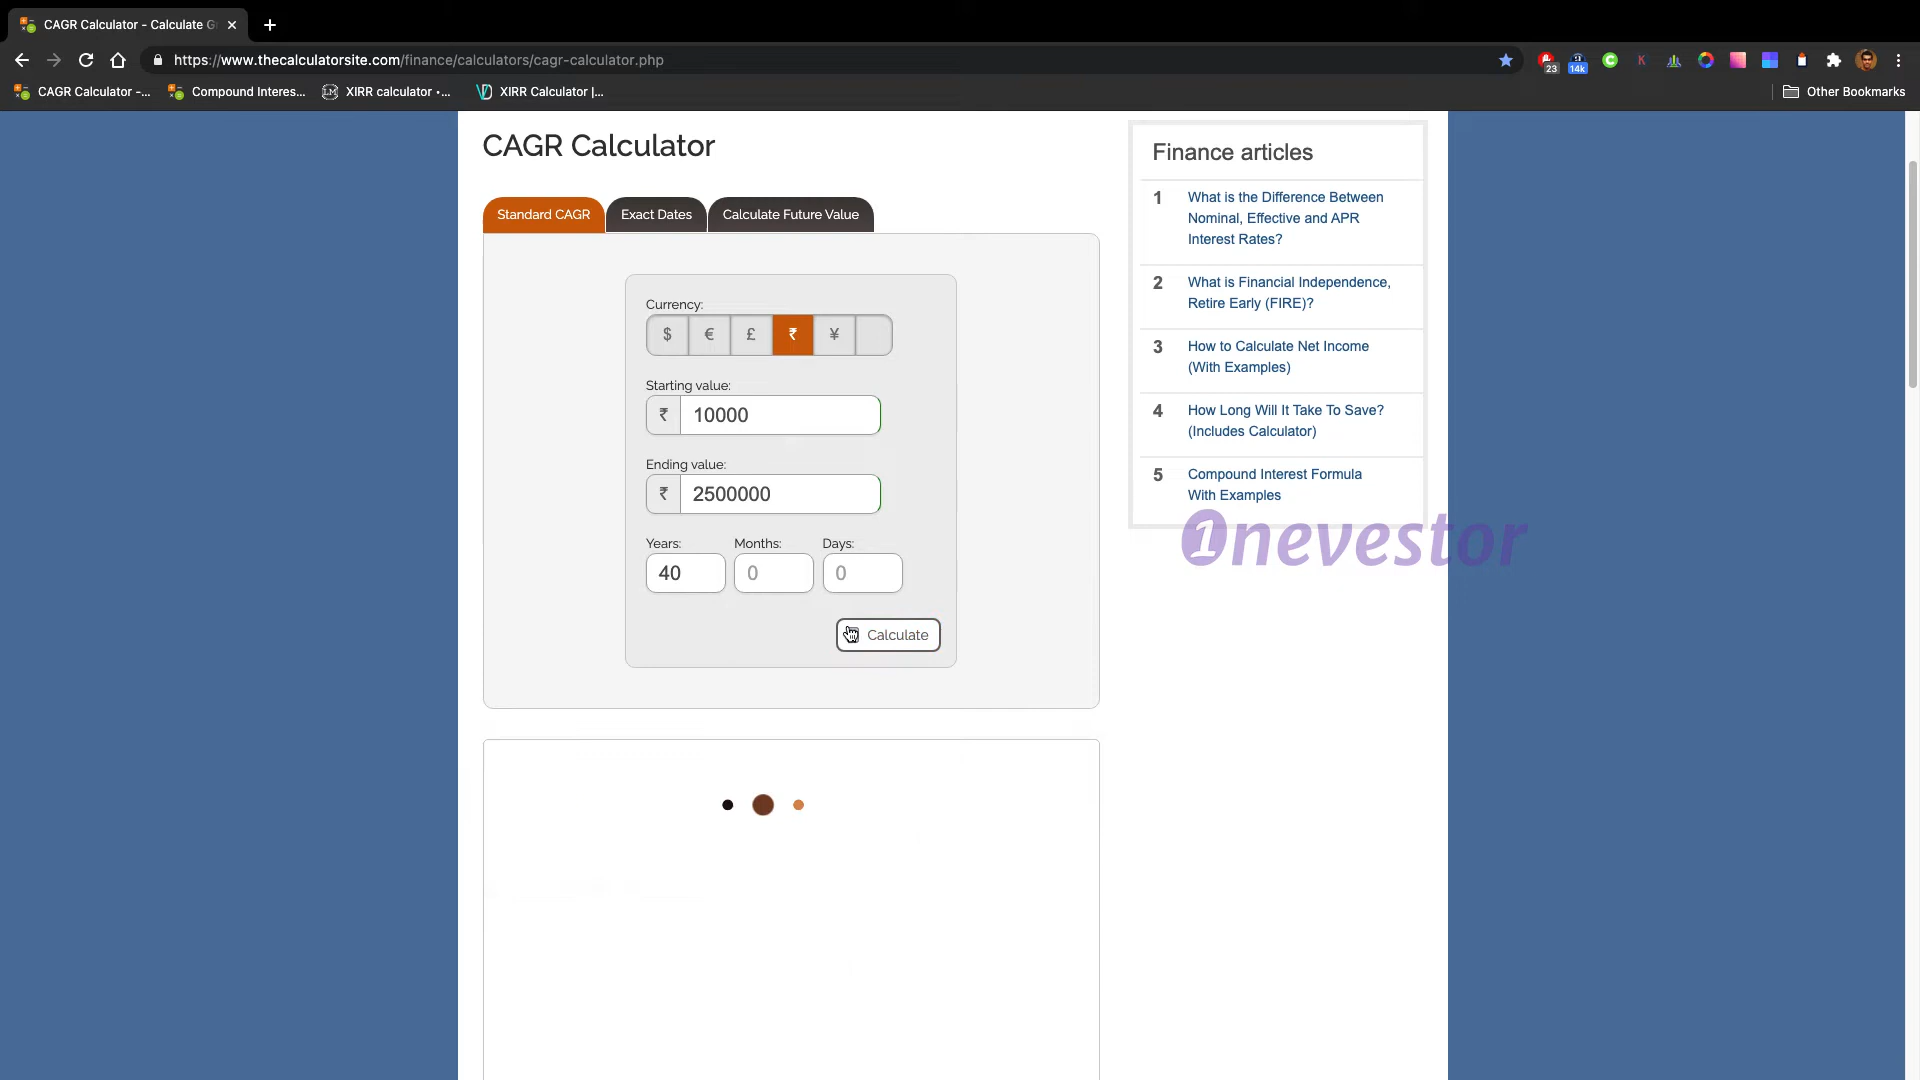 CAGR Calculator - Calculate G
https://www.thecalculatorsite.com/finance/calculators/cagr-calculator.php
23
14k
CAGR Calculator -...
Compound Interes...
XIRR calculator •...
XIRR Calculator |...
Other Bookmarks
CAGR Calculator
Standard CAGR
Exact Dates
Calculate Future Value
Currency:
$ € £ ₹ ¥
Starting value:
₹ 10000
Ending value:
₹ 2500000
Years: Months: Days:
40 0 0
Calculate
Finance articles
1 What is the Difference Between
Nominal, Effective and APR
Interest Rates?
2 What is Financial Independence,
Retire Early (FIRE)?
3 How to Calculate Net Income
(With Examples)
4 How Long Will It Take To Save?
(Includes Calculator)
5 Compound Interest Formula
With Examples
1nevestor